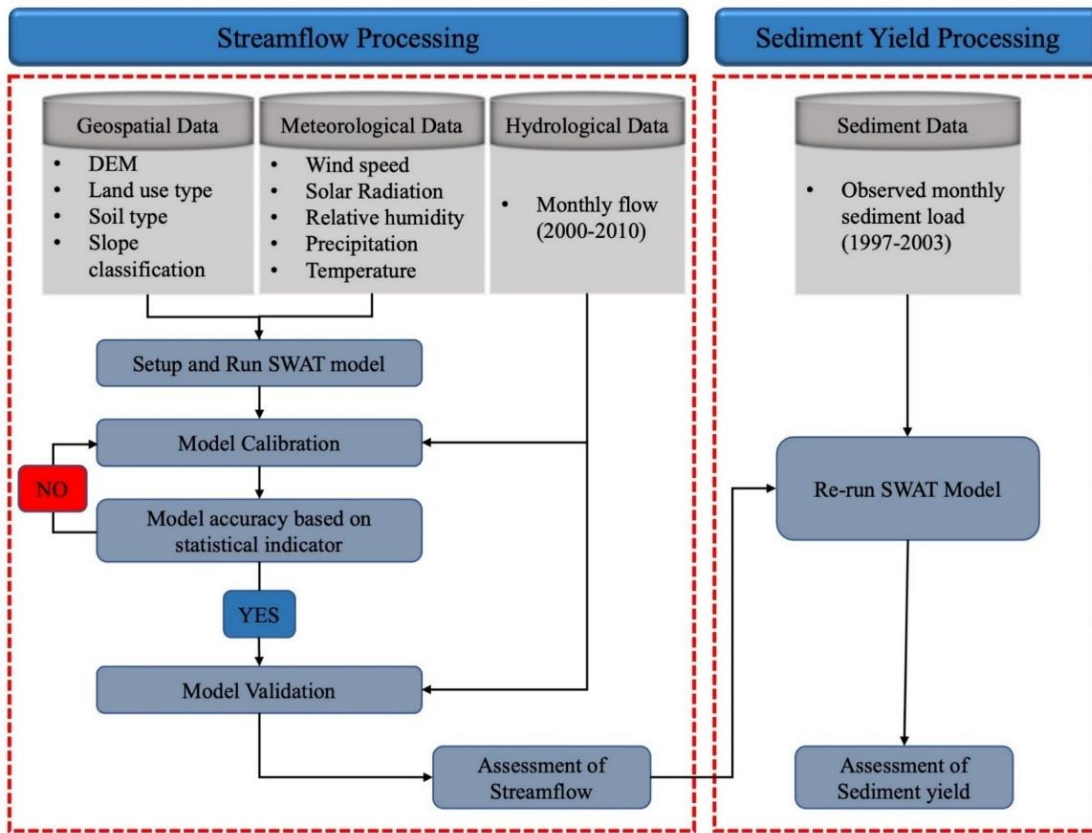 Streamflow Processing
Sediment Yield Processing
Geospatial Data
• DEM
• Land use type
• Soil type
• Slope
classification
Meteorological Data
• Wind speed
• Solar Radiation
• Relative humidity
• Precipitation
• Temperature
Hydrological Data
• Monthly flow
(2000-2010)
Sediment Data
• Observed monthly
sediment load
(1997-2003)
Setup and Run SWAT model
Model Calibration
NO
Model accuracy based on
statistical indicator
YES
Model Validation
Assessment of
Streamflow
Re-run SWAT Model
Assessment of
Sediment yield